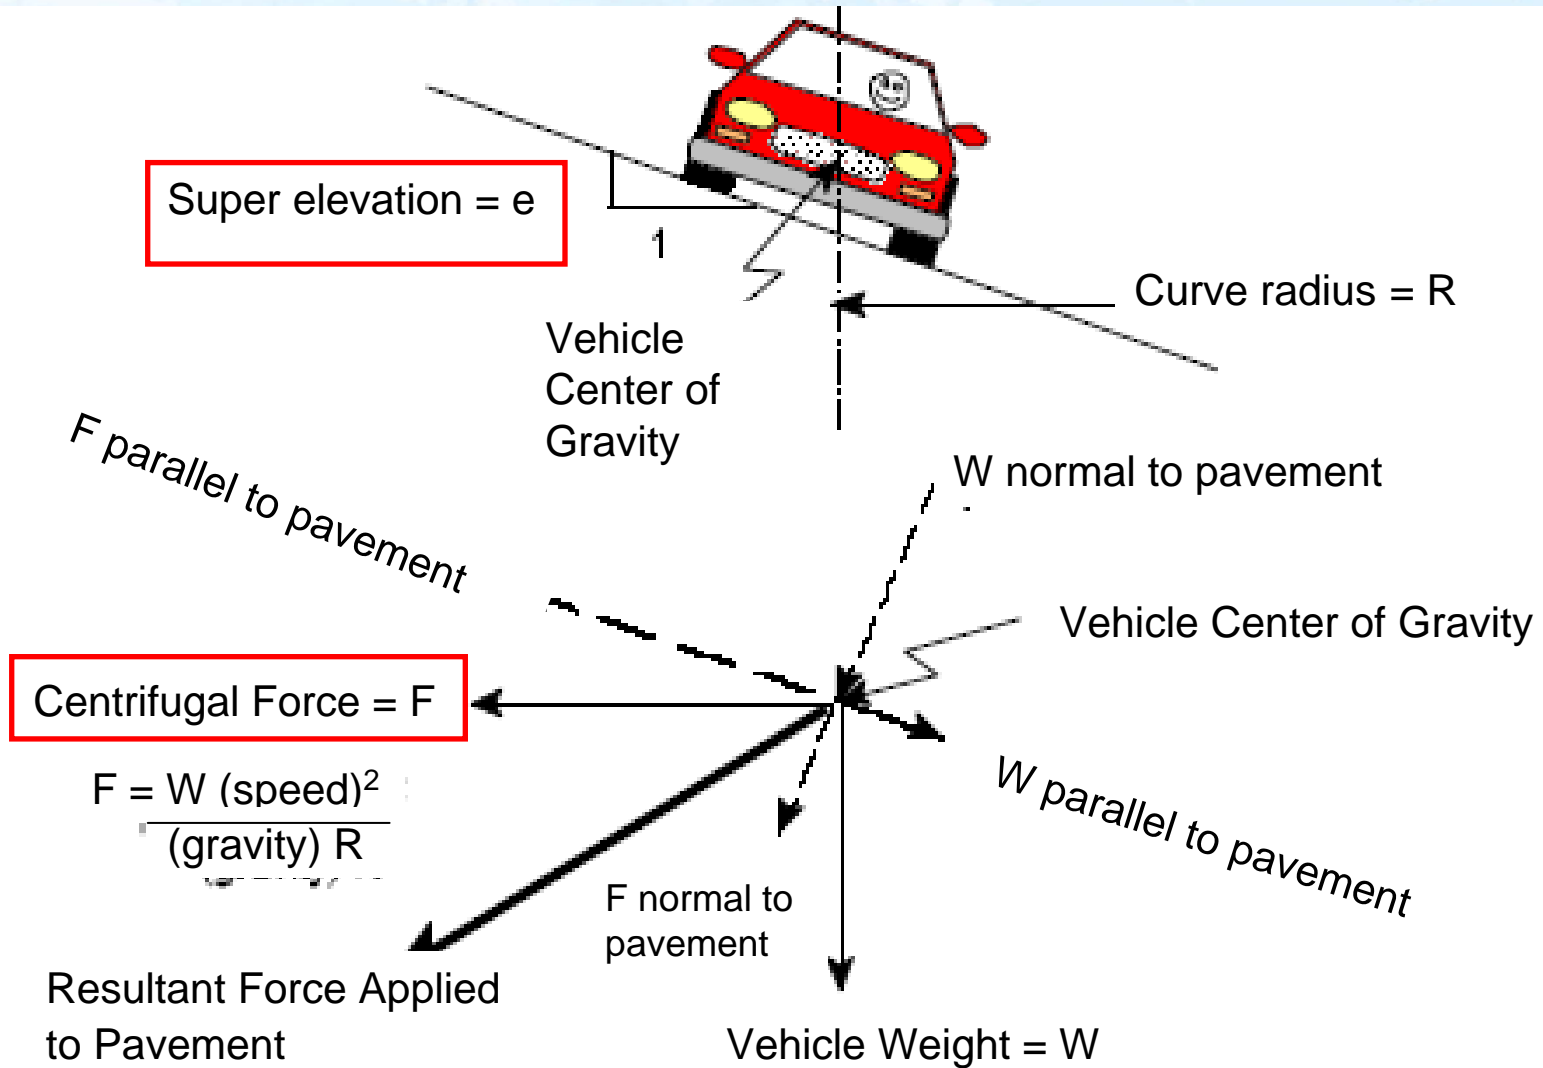 Super elevation = e
1
Curve radius = R
Vehicle
Center of
Gravity
F parallel to pavement
W normal to pavement
Vehicle Center of Gravity
Centrifugal Force = F
F = W (speed)²
(gravity) R
W parallel to pavement
F normal to
pavement
Resultant Force Applied
to Pavement
Vehicle Weight = W